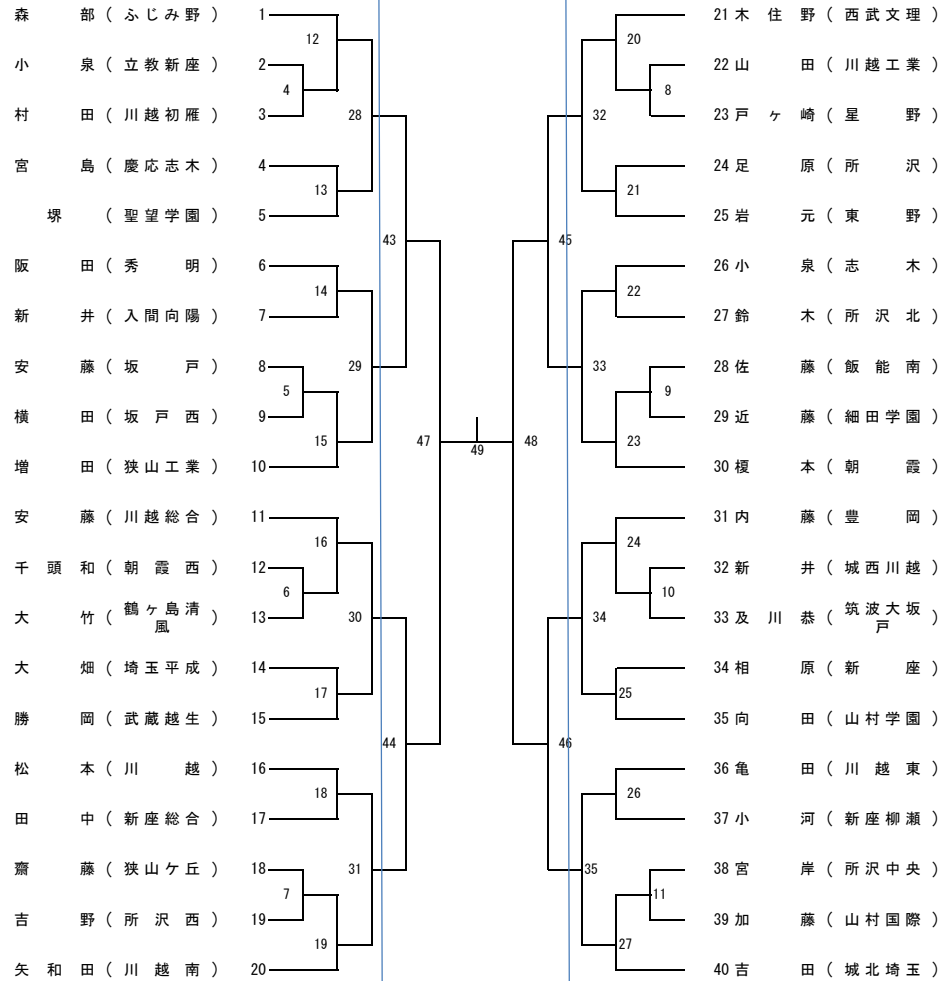 森部(ふじみ野) 1
12
小泉(立教新座) 2
4
村田(川越初雁) 3
28
宮島(慶応志木) 4
13
堺(聖望学園) 5
43
阪田(秀明) 6
14
新井(入間向陽) 7
29
安藤(坂戸) 8
5
横田(坂戸西) 9
15
増田(狭山工業) 10
47
安藤(川越総合) 11
16
千頭和(朝霞西) 12
6
大竹(鶴ヶ島清風) 13
30
大畑(埼玉平成) 14
17
勝岡(武蔵越生) 15
44
松本(川越) 16
18
田中(新座総合) 17
31
齋藤(狭山ケ丘) 18
7
吉野(所沢西) 19
19
矢和田(川越南) 20
49
21 木住野(西武文理)
20
22 山田(川越工業)
8
23 戸ヶ崎(星野)
32
24 足原(所沢)
21
25 岩元(東野)
45
26 小泉(志木)
22
27 鈴木(所沢北)
33
28 佐藤(飯能南)
9
29 近藤(細田学園)
23
30 榎本(朝霞)
48
31 内藤(豊岡)
24
32 新井(城西川越)
10
33 及川恭(筑波大坂戸)
34
34 相原(新座)
25
35 向田(山村学園)
46
36 亀田(川越東)
26
37 小河(新座柳瀬)
35
38 宮岸(所沢中央)
11
39 加藤(山村国際)
27
40 吉田(城北埼玉)